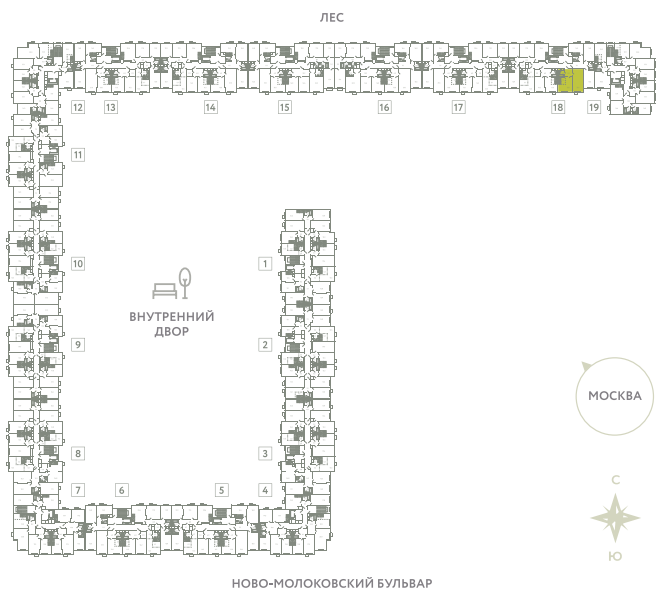 ЛЕС
12 13 14 15 16 17 18 19
11
10 1
ВНУТРЕННИЙ
ДВОР
9 2
МОСКВА
8 3
7 6 5 4
С
Ю
НОВО-МОЛОКОВСКИЙ БУЛЬВАР